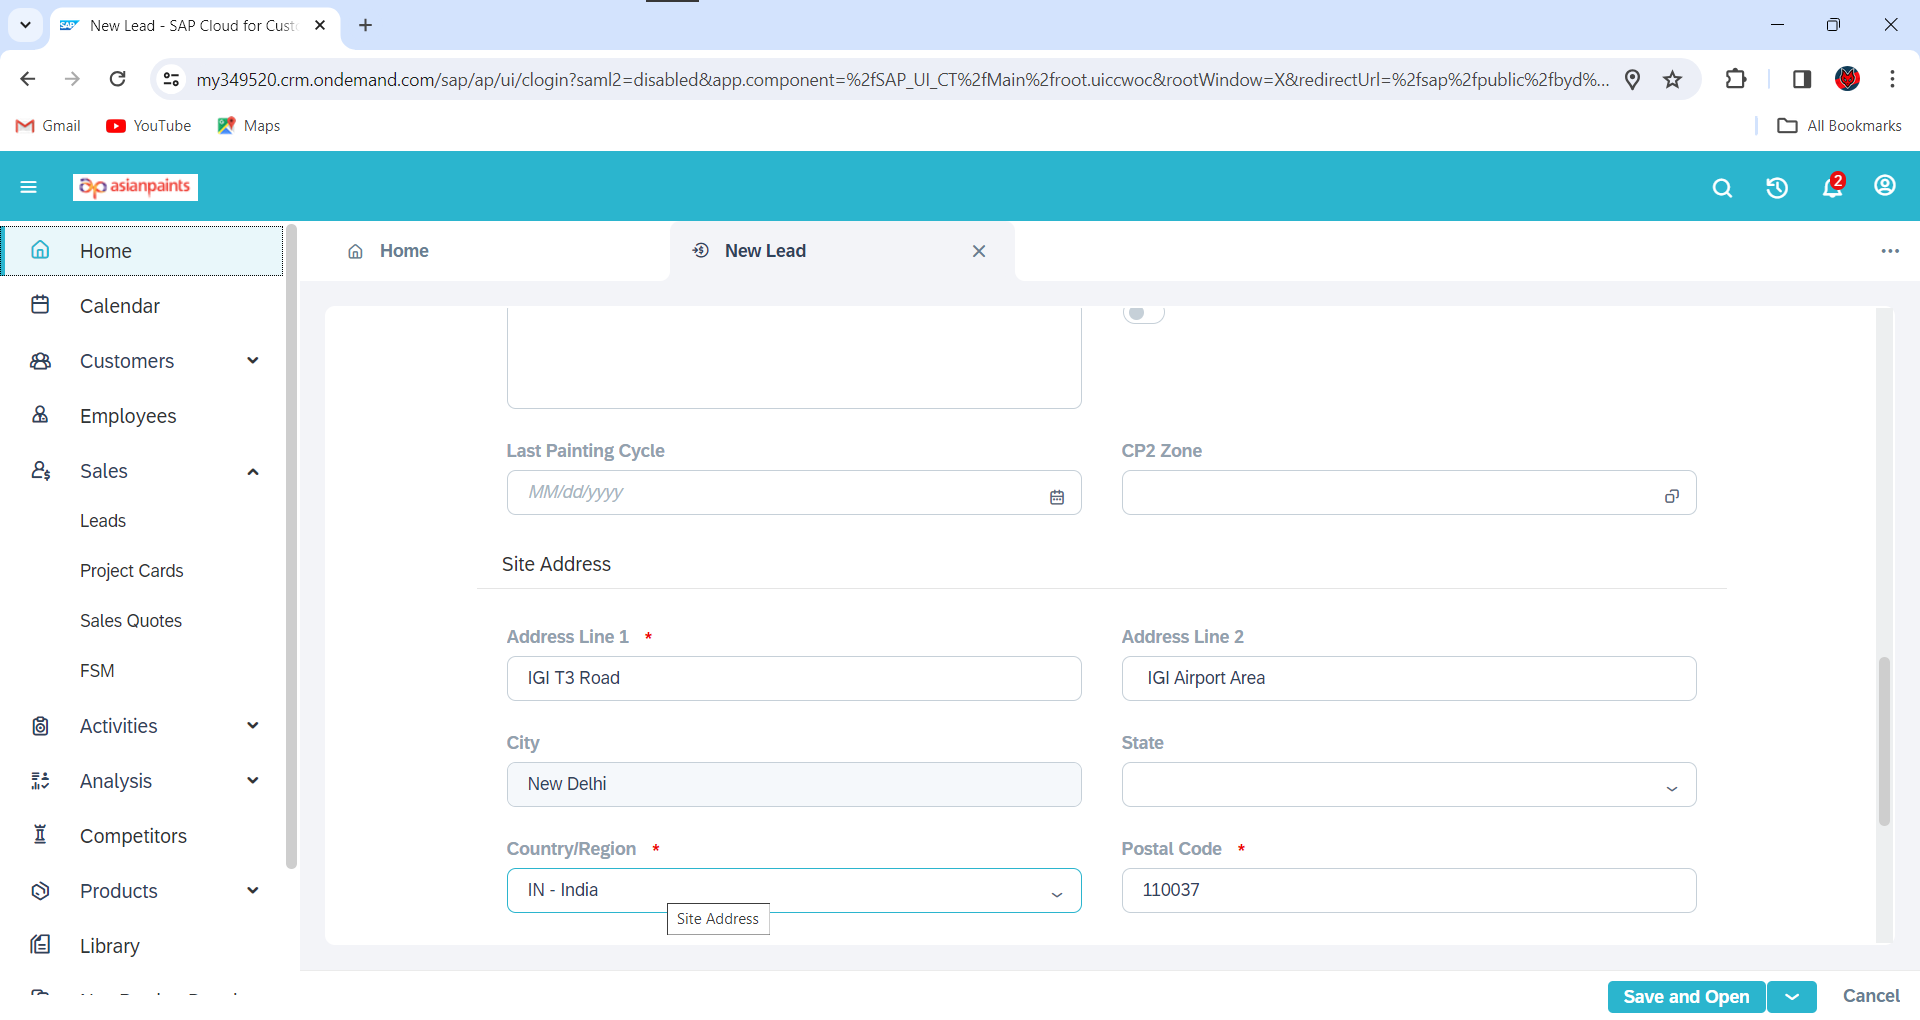 New Lead - SAP Cloud for Cust
my349520.crm.ondemand.com/sap/ap/ui/clogin?saml2=disabled&app.component=%2fSAP_UI_CT%2fMain%2froot.uiccwoc&rootWindow=X&redirectUrl=%2fsap%2fpublic%2fbyd%...
Gmail
YouTube
Maps
All Bookmarks
asianpaints
2
Home
Calendar
Customers
Employees
Sales
Leads
Project Cards
Sales Quotes
FSM
Activities
Analysis
Competitors
Products
Library
Home
New Lead
Last Painting Cycle
MM/dd/yyyy
CP2 Zone
Site Address
Address Line 1 *
IGI T3 Road
Address Line 2
IGI Airport Area
City
New Delhi
State
Country/Region *
IN - India
Site Address
Postal Code *
110037
Save and Open
Cancel